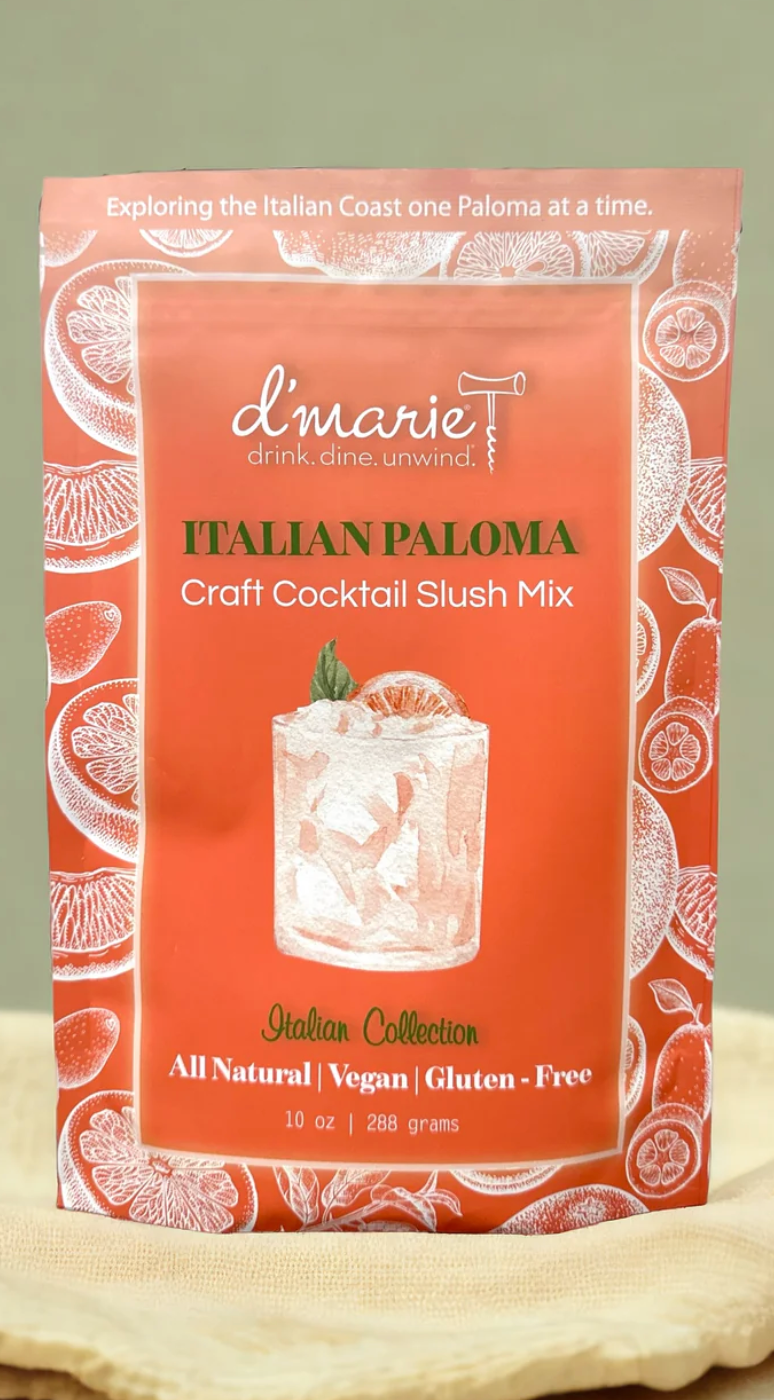 Exploring the Italian Coast one Paloma at a time.
d'marie
drink. dine. unwind.
ITALIAN PALOMA
Craft Cocktail Slush Mix
Italian Collection
All Natural | Vegan | Gluten - Free
10 oz | 288 grams